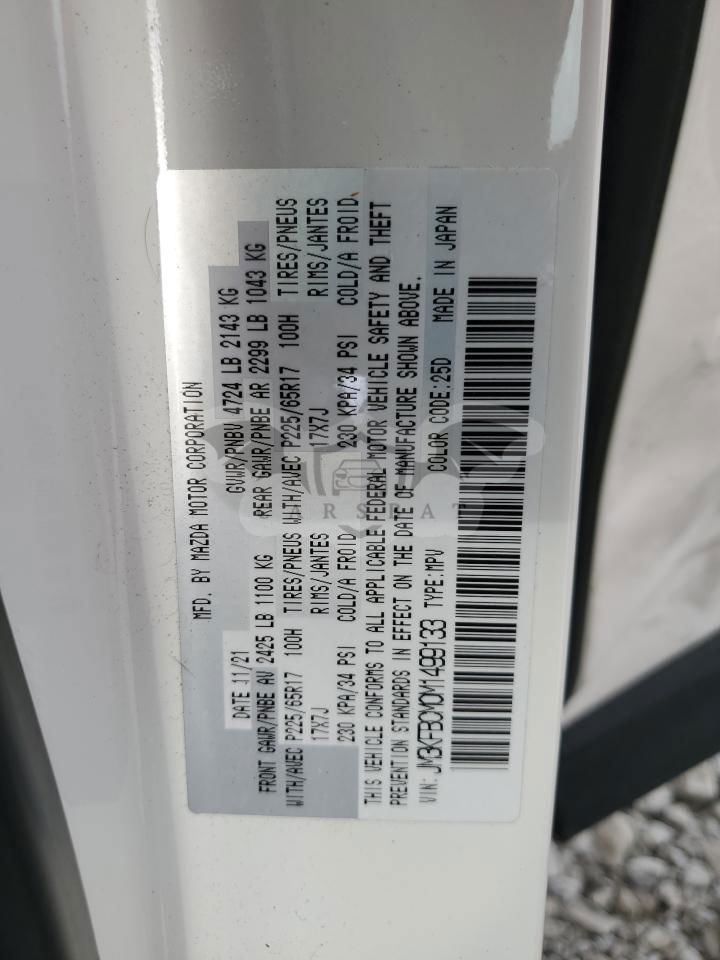 MFD. BY MAZDA MOTOR CORPORATION
DATE 11/21 GVWR/PNBV 4724 LB 2143 KG
FRONT GAWR/PNBE AV 2425 LB 1100 KG REAR GAWR/PNBE AR 2299 LB 1043 KG
WITH/AVEC P225/65R17 100H TIRES/PNEUS WITH/AVEC P225/65R17 100H TIRES/PNEUS
17X7J RIMS/JANTES 17X7J RIMS/JANTES
230 KPA/34 PSI COLD/A FROID 230 KPA/34 PSI COLD/A FROID.
THIS VEHICLE CONFORMS TO ALL APPLICABLE FEDERAL MOTOR VEHICLE SAFETY AND THEFT
PREVENTION STANDARDS IN EFFECT ON THE DATE OF MANUFACTURE SHOWN ABOVE.
VIN: JM3KFBCM0M1499133 TYPE:MPV COLOR CODE:25D MADE IN JAPAN